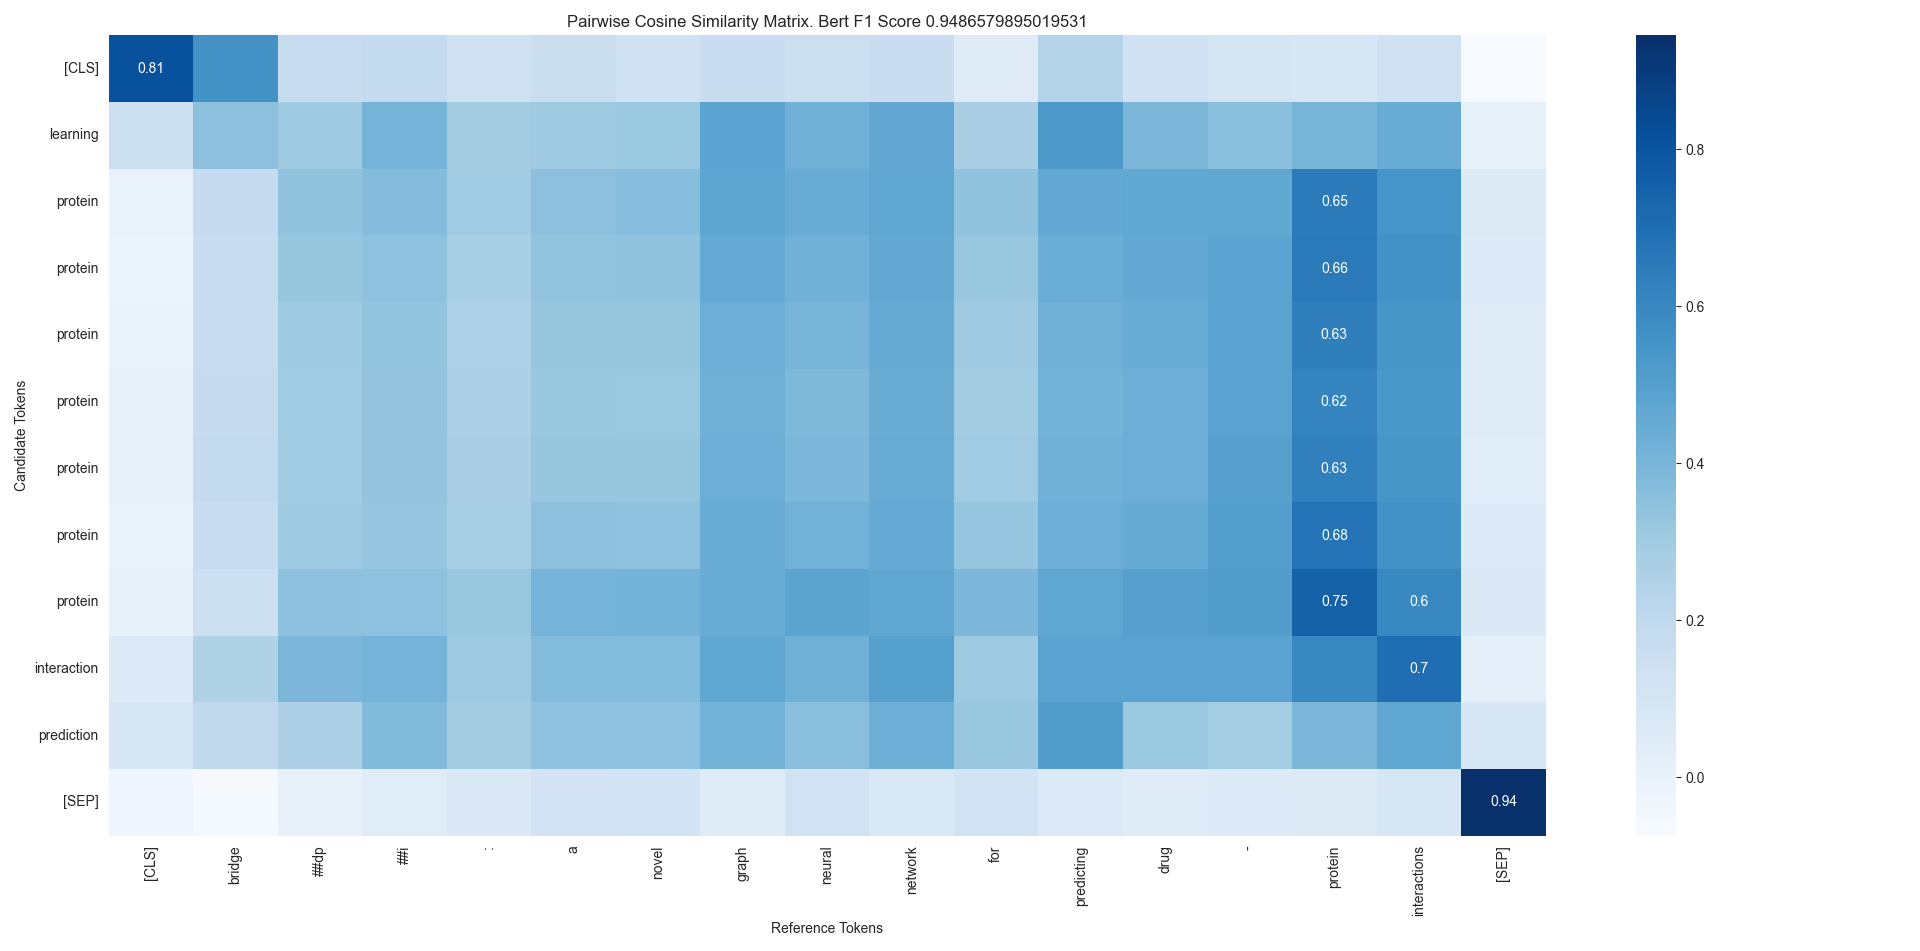 Pairwise Cosine Similarity Matrix. Bert F1 Score 0.9486579895019531
[CLS] 0.81
learning
protein 0.65
protein 0.66
protein 0.63
protein 0.62
protein 0.63
protein 0.68
protein 0.75 0.6
interaction 0.7
prediction
[SEP] 0.94
Candidate Tokens
[CLS] bridge ##dp ##i : a novel graph neural network for predicting drug - protein interactions [SEP]
Reference Tokens
0.8
0.6
0.4
0.2
0.0